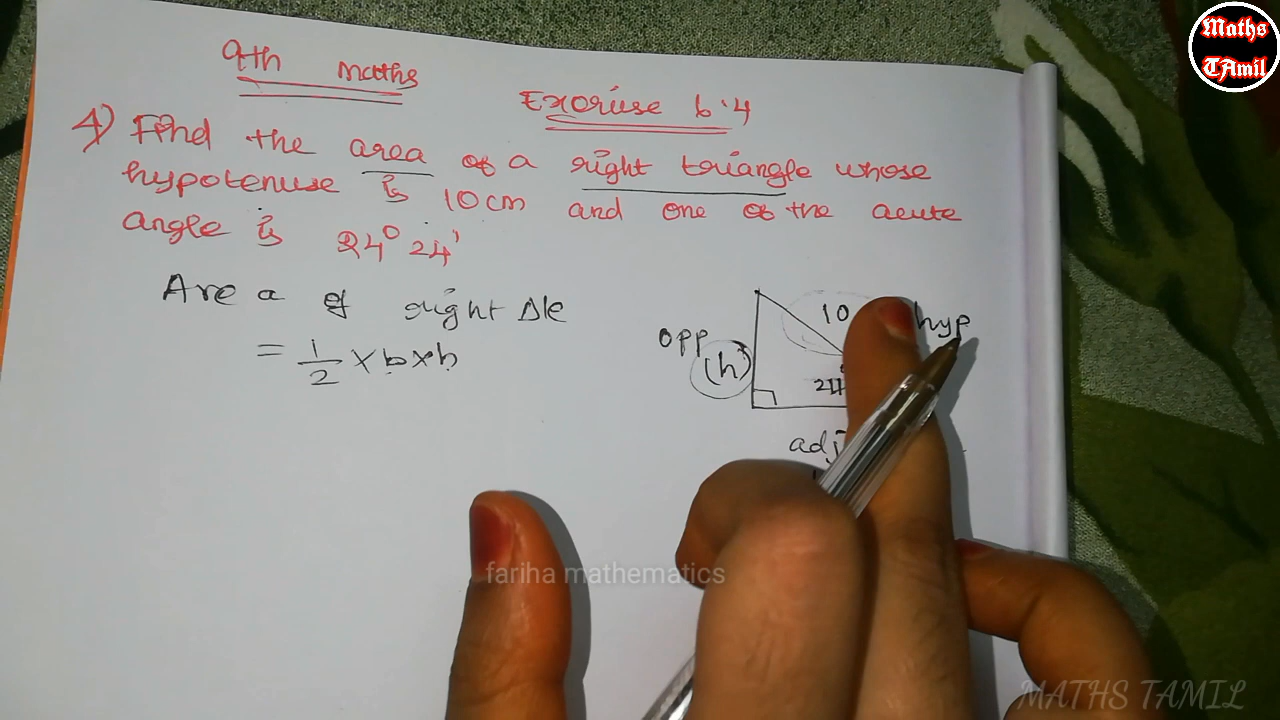 9th maths
Exercise 6.4
4) Find the area of a right triangle whose
hypotenuse is 10cm and one of the acute
angle is 24° 24'
Area of right Δle
= 1/2 × b × h
10
hyp
opp
(h)
24
adj
fariha mathematics
Maths
TAmil
MATHS TAMIL